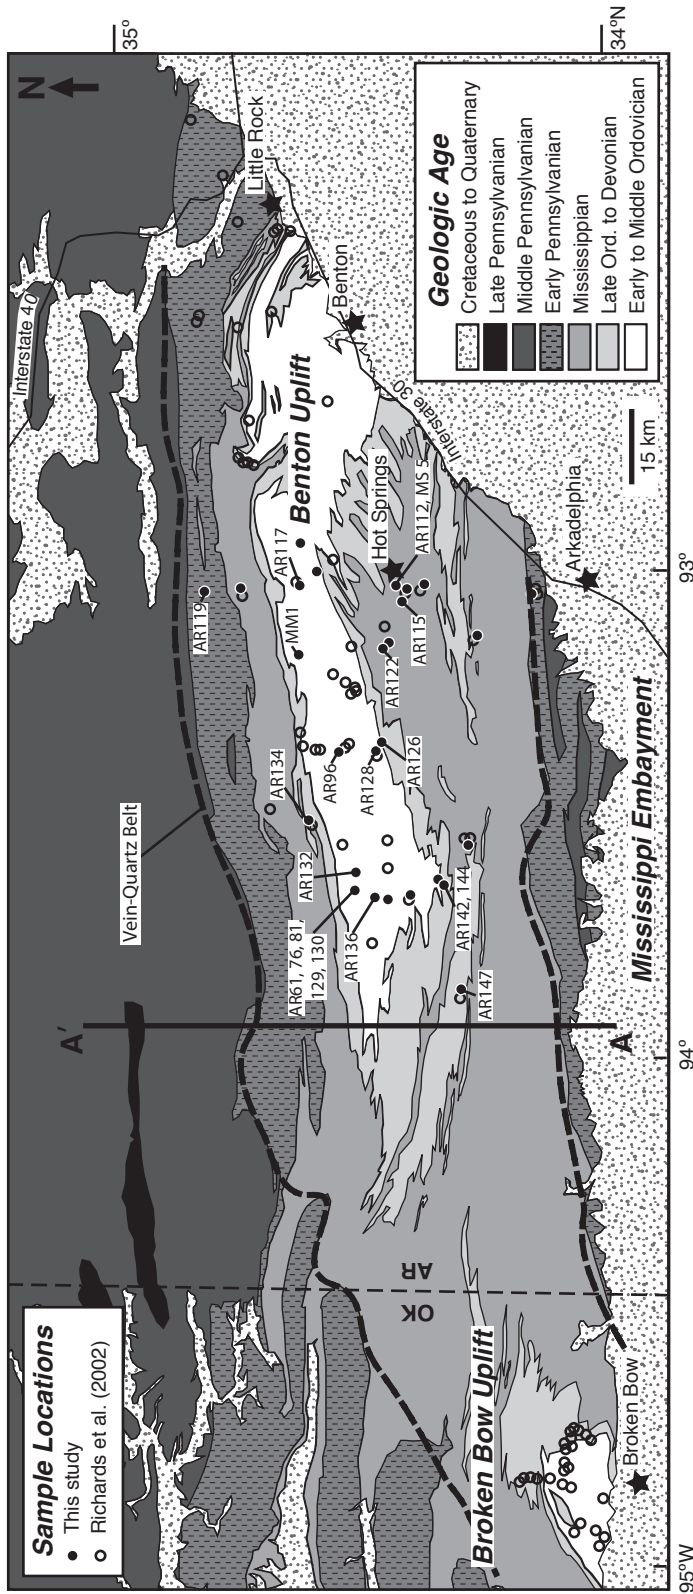 Sample Locations
This study
Richards et al. (2002)
N
35°
34°N
Interstate 40
Little Rock
Benton
Benton Uplift
Vein-Quartz Belt
A'
A
AR119
AR117
MM1
Hot Springs
AR112, MS 5
AR115
AR122
AR134
AR96
AR128
AR126
AR132
AR61, 76, 81,
129, 130
AR136
AR142, 144
AR147
Interstate 30
Arkadelphia
Mississippi Embayment
OK
AR
Broken Bow Uplift
Broken Bow
15 km
Geologic Age
Cretaceous to Quaternary
Late Pennsylvanian
Middle Pennsylvanian
Early Pennsylvanian
Mississippian
Late Ord. to Devonian
Early to Middle Ordovician
95°W
94°
93°